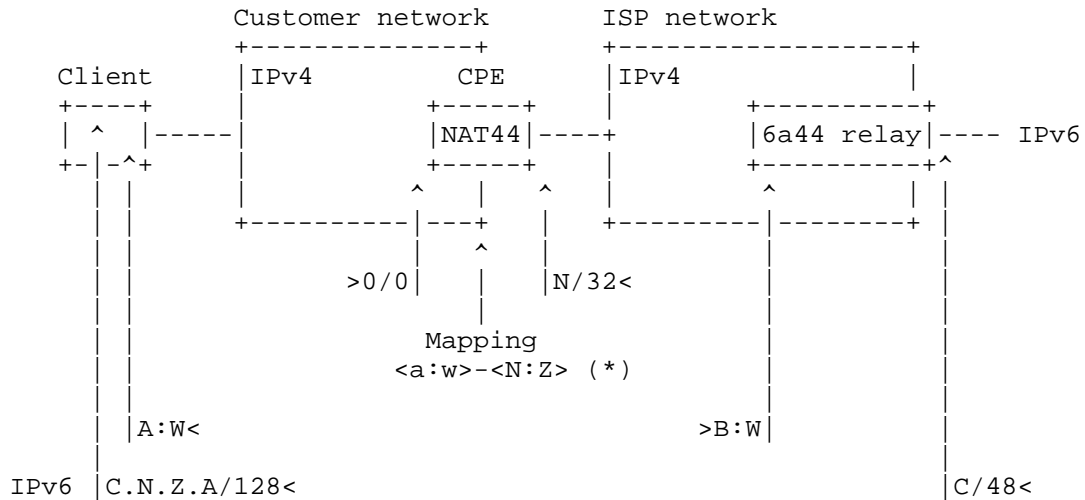 Customer network ISP network
Client IPv4 CPE IPv4
NAT44 6a44 relay IPv6
>0/0 N/32<
Mapping
<a:w>-<N:Z> (*)
A:W< >B:W
IPv6 C.N.Z.A/128< C/48<